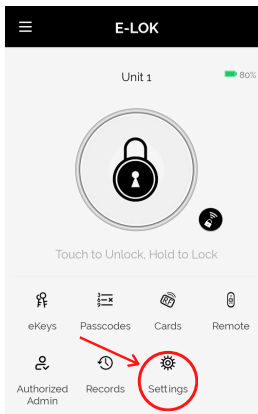 E-LOK
Unit 1
80%
Touch to Unlock, Hold to Lock
eKeys Passcodes Cards Remote
Authorized Admin Records Settings